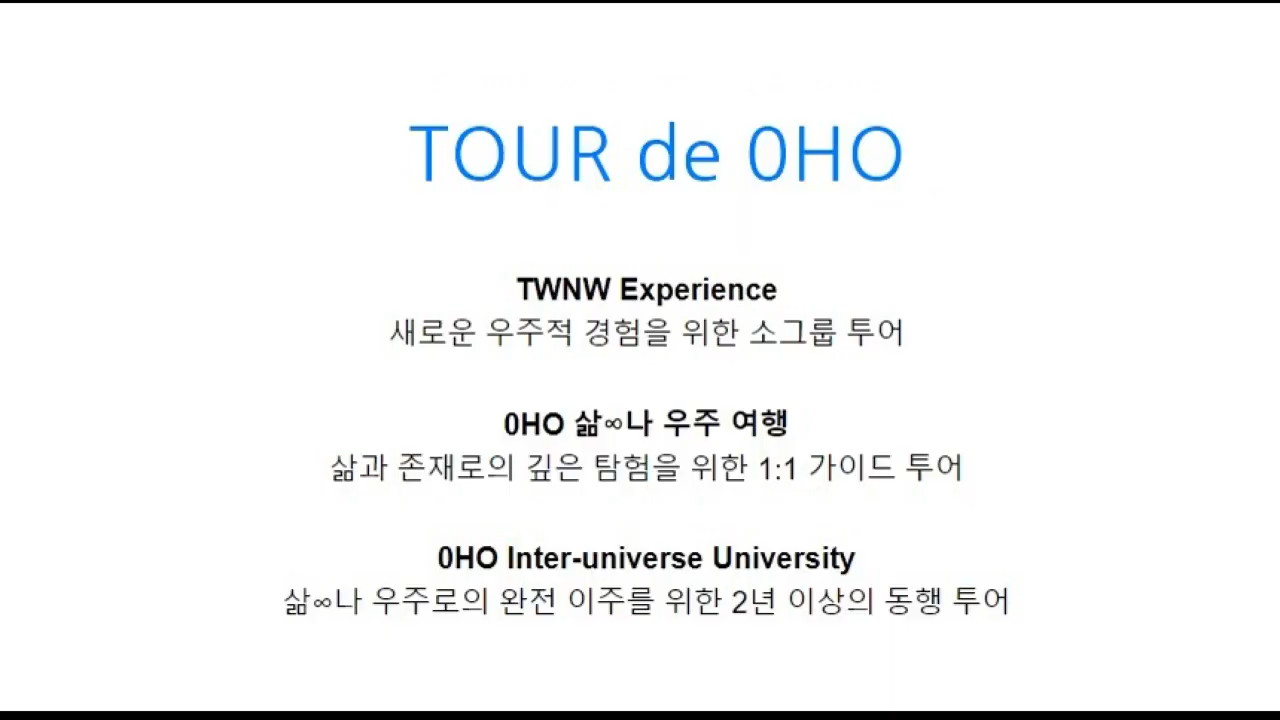 TOUR de 0HO
TWNW Experience
새로운 우주적 경험을 위한 소그룹 투어
0HO 삶∞나 우주 여행
삶과 존재로의 깊은 탐험을 위한 1:1 가이드 투어
0HO Inter-universe University
삶∞나 우주로의 완전 이주를 위한 2년 이상의 동행 투어